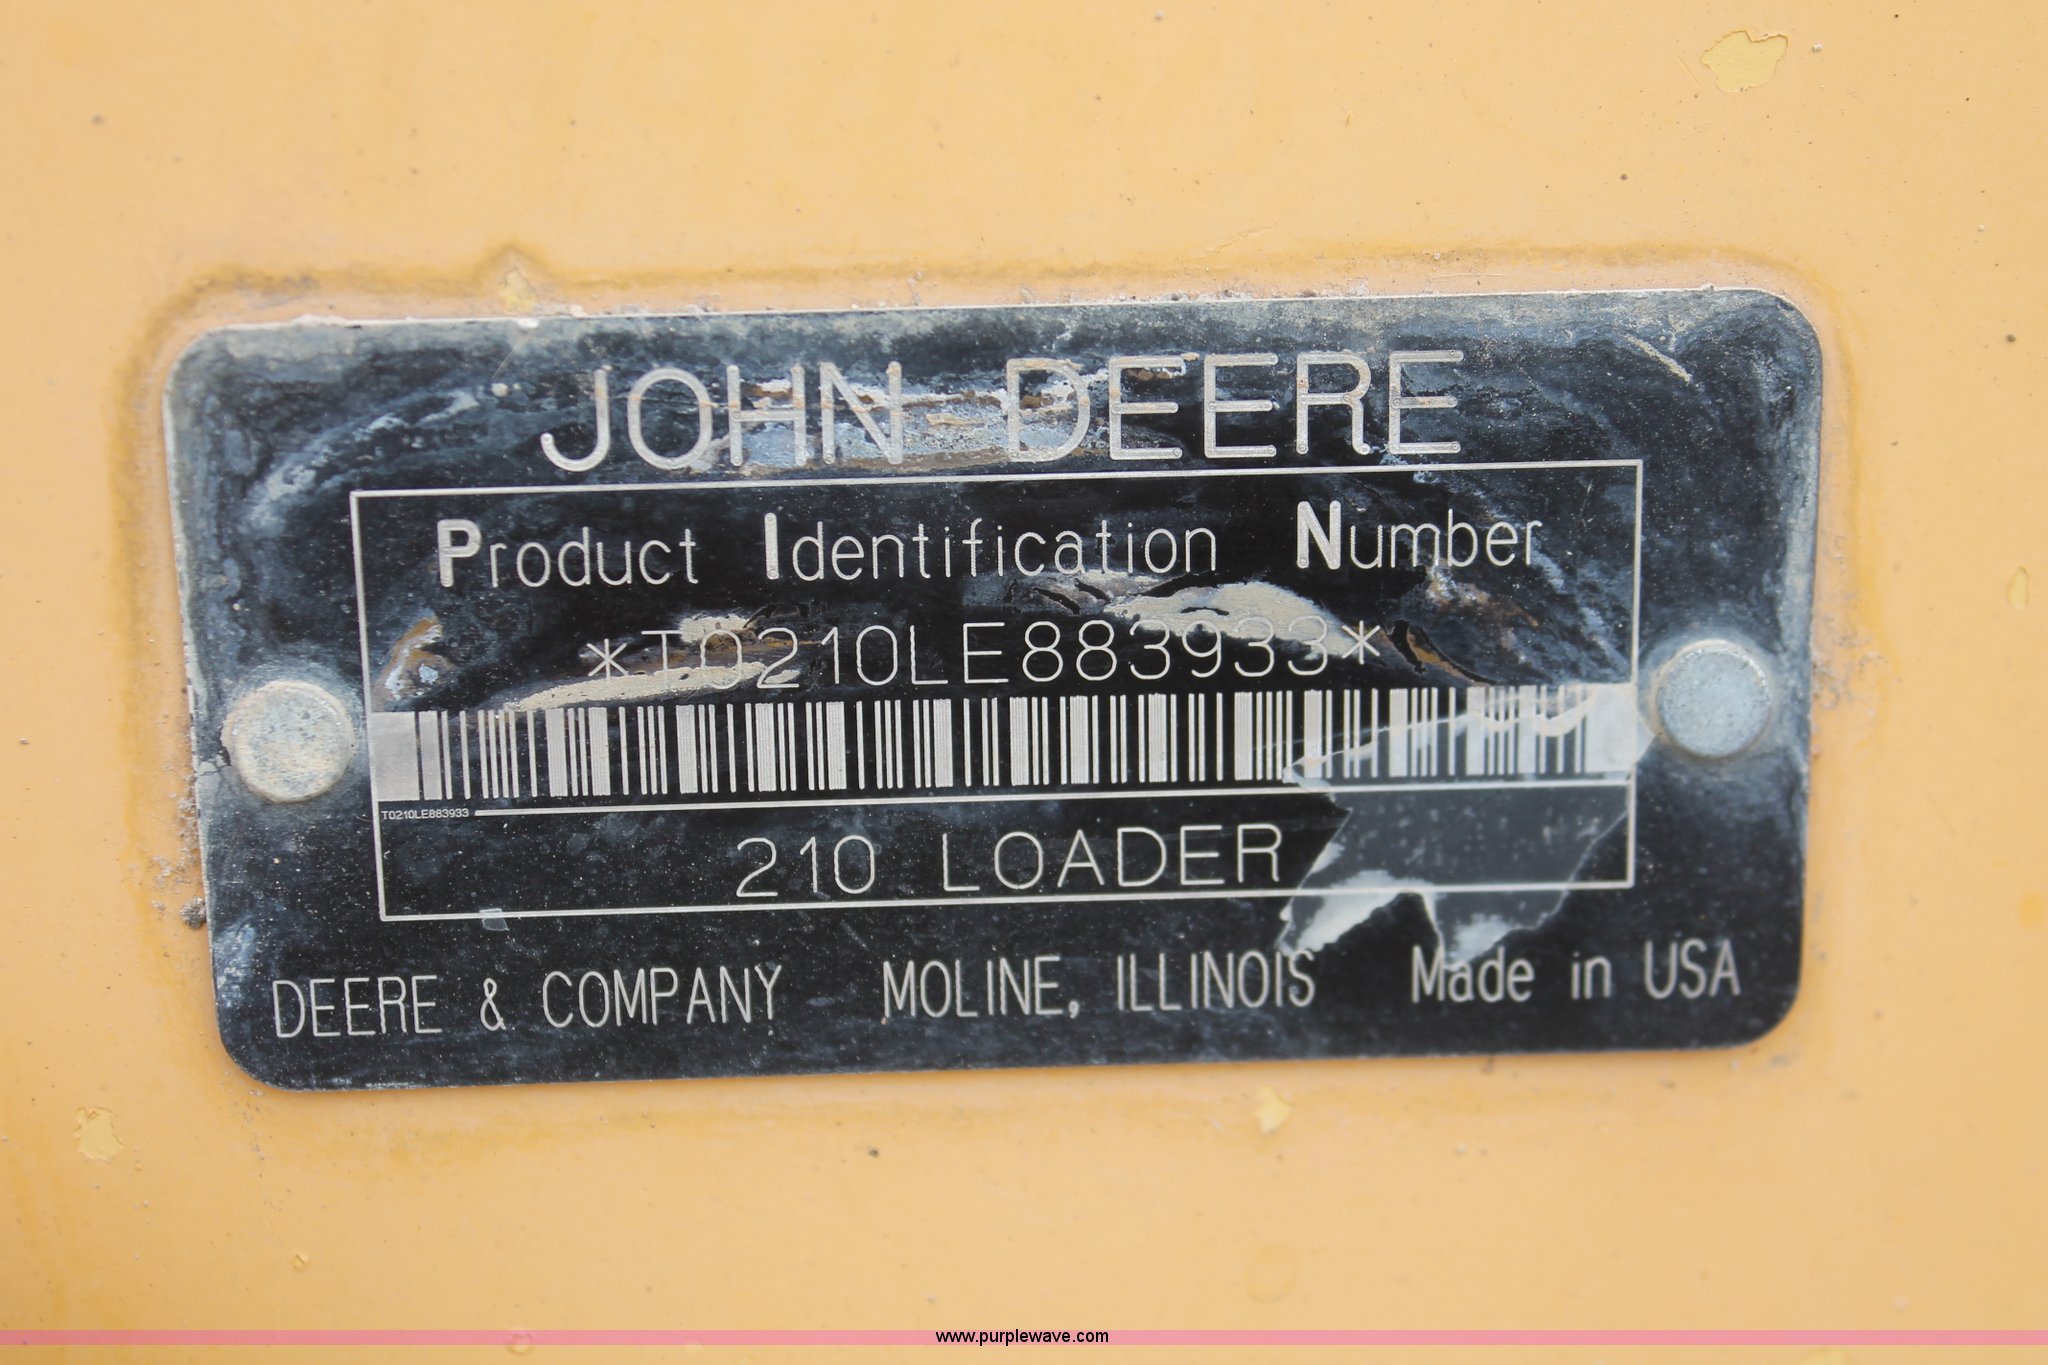 JOHN DEERE
Product Identification Number
*T0210LE883933*
T0210LE883933
210 LOADER
DEERE & COMPANY MOLINE, ILLINOIS Made in USA
www.purplewave.com